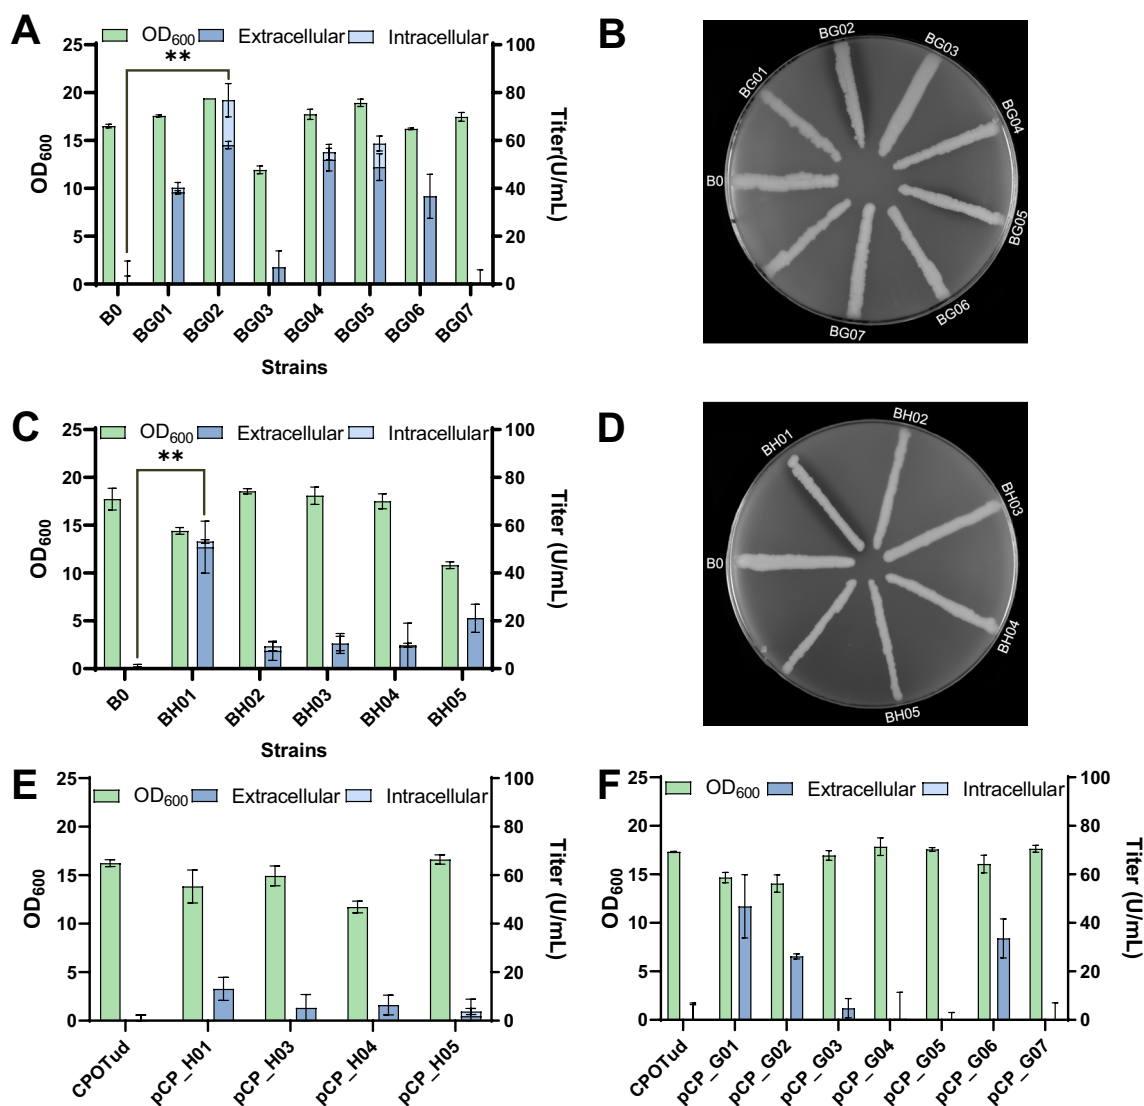 A
OD600 Extracellular Intracellular
**
25
20
15
10
5
0
OD600
100
80
60
40
20
0
Titer(U/mL)
B0 BG01 BG02 BG03 BG04 BG05 BG06 BG07
Strains
B
B0
BG01
BG02
BG03
BG04
BG05
BG06
BG07
C
OD600 Extracellular Intracellular
**
25
20
15
10
5
0
OD600
100
80
60
40
20
0
Titer (U/mL)
B0 BH01 BH02 BH03 BH04 BH05
Strains
D
B0
BH01
BH02
BH03
BH04
BH05
E
OD600 Extracellular Intracellular
25
20
15
10
5
0
OD600
100
80
60
40
20
0
Titer (U/mL)
CPOTud pCP_H01 pCP_H03 pCP_H04 pCP_H05
F
OD600 Extracellular Intracellular
25
20
15
10
5
0
OD600
100
80
60
40
20
0
Titer (U/mL)
CPOTud pCP_G01 pCP_G02 pCP_G03 pCP_G04 pCP_G05 pCP_G06 pCP_G07